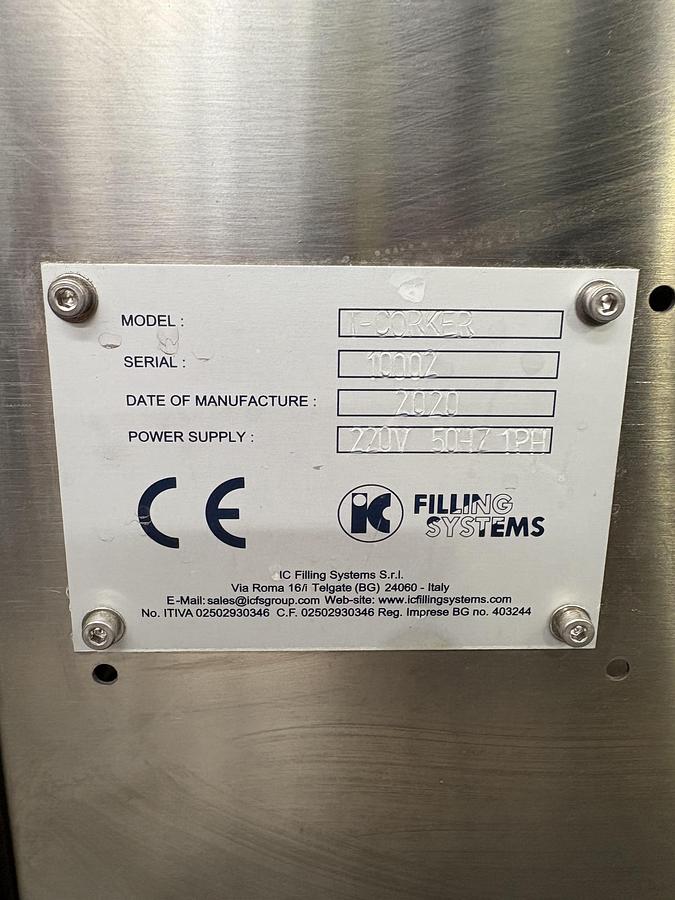 MODEL : T-CORKER
SERIAL : 10002
DATE OF MANUFACTURE : 2020
POWER SUPPLY : 220V 50HZ 1PH
CE iC FILLING SYSTEMS
IC Filling Systems S.r.l.
Via Roma 16/i Telgate (BG) 24060 - Italy
E-Mail: sales@icfsgroup.com Web-site: www.icfillingsystems.com
No. ITIVA 02502930346 C.F. 02502930346 Reg. Imprese BG no. 403244